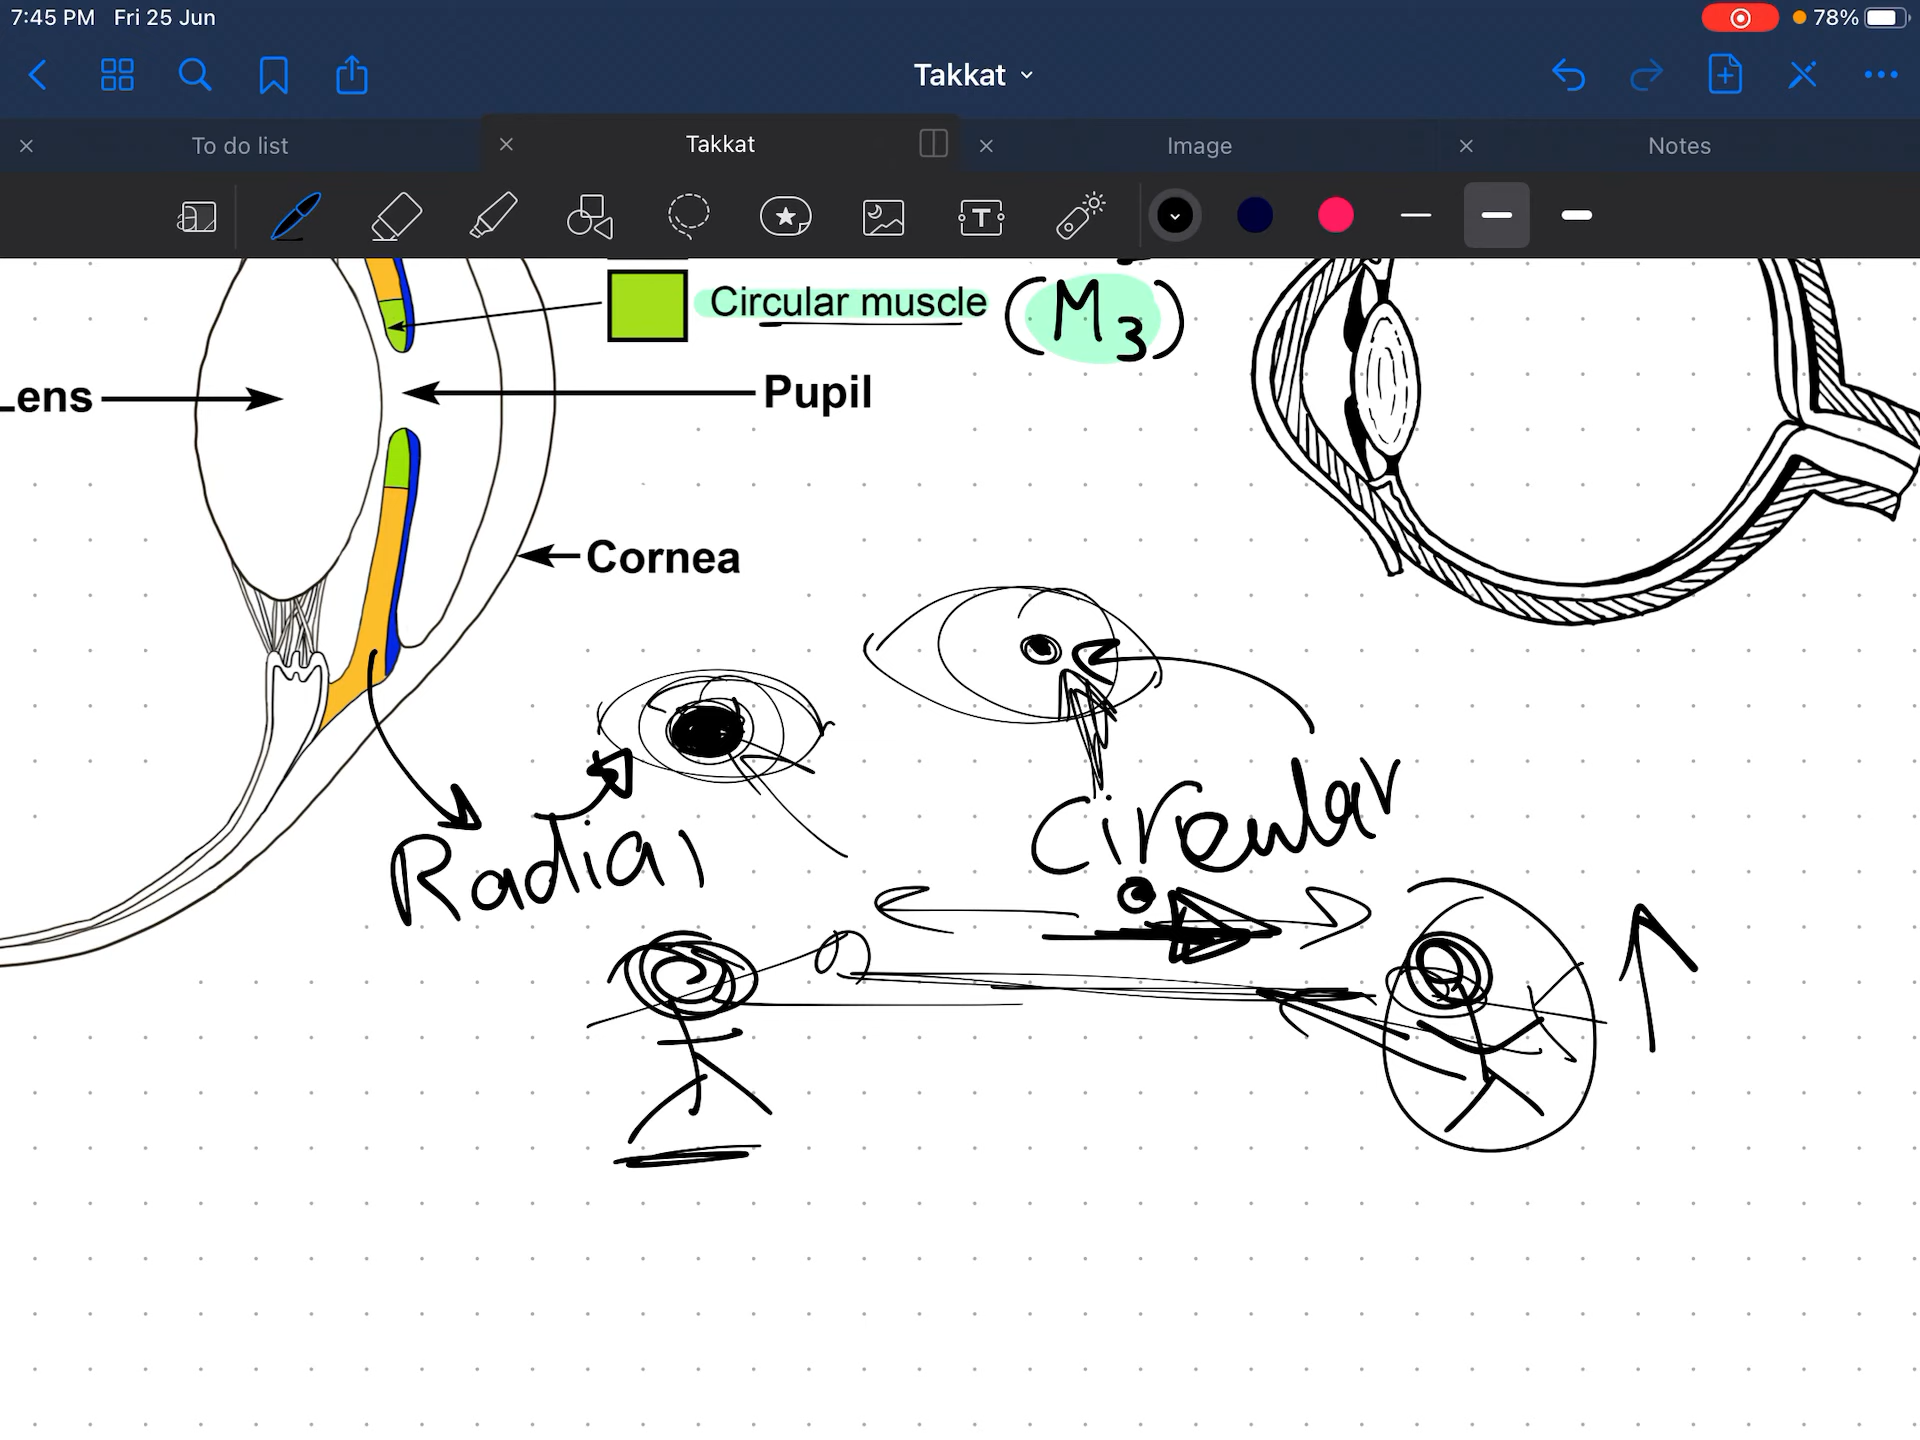 7:45 PM Fri 25 Jun 78%
Takkat
To do list Takkat Image Notes
Circular muscle (M3)
Lens Pupil
Cornea
Circular
Radial